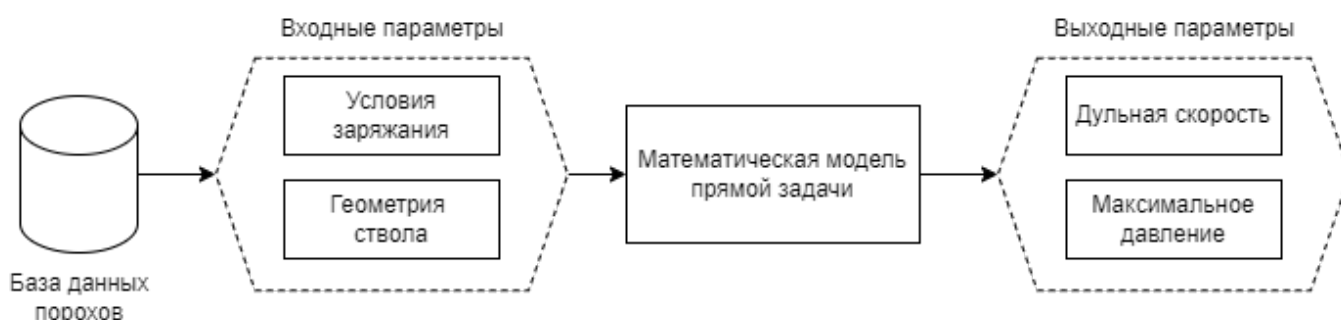 Входные параметры
Выходные параметры
Условия
заряжания
Геометрия
ствола
Математическая модель
прямой задачи
Дульная скорость
Максимальное
давление
База данных
порохов